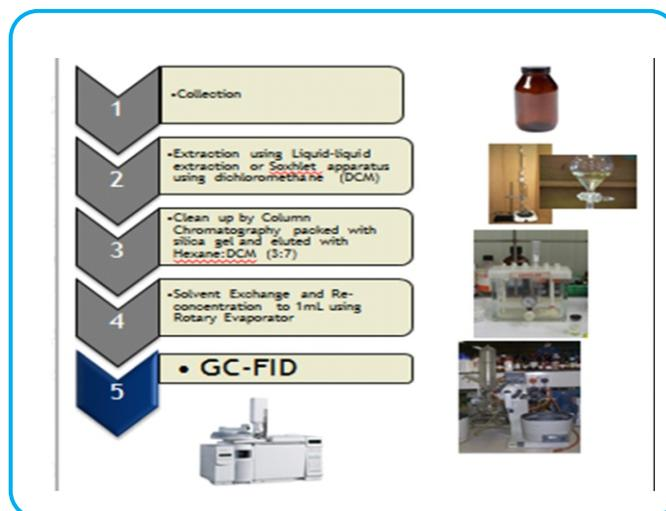 1
•Collection
2
•Extraction using Liquid-liquid
extraction or Soxhlet apparatus
using dichloromethane (DCM)
3
•Clean up by Column
Chromatography packed with
silica gel and eluted with
Hexane:DCM (3:7)
4
•Solvent Exchange and Re-
concentration to 1mL using
Rotary Evaporator
5
• GC-FID